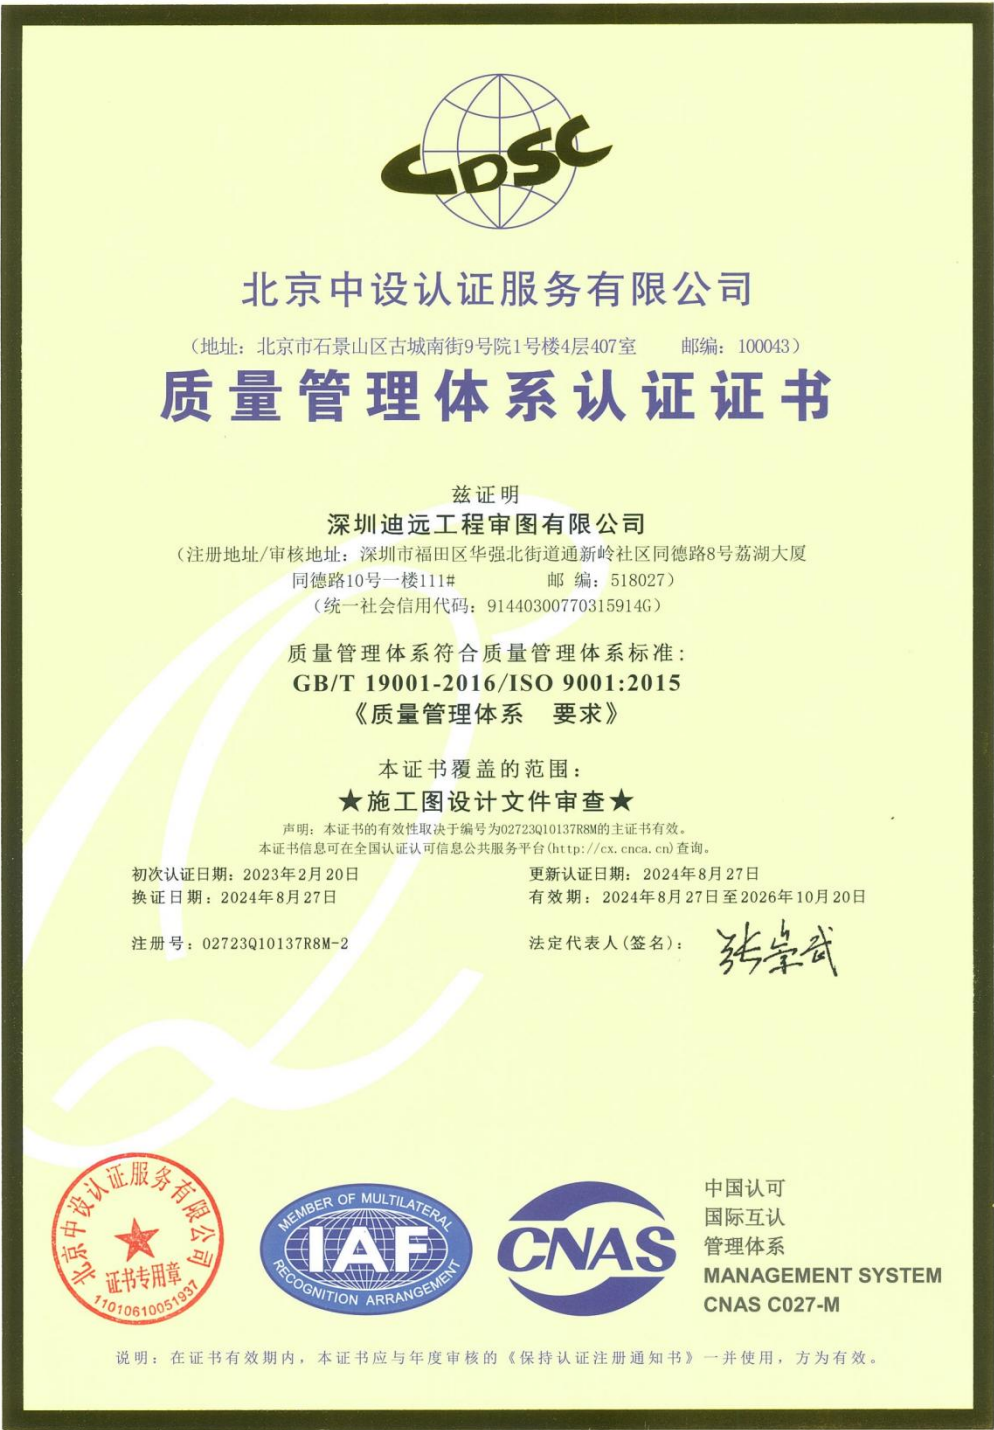 CDSC
北京中设认证服务有限公司
（地址：北京市石景山区古城南街9号院1号楼4层407室　　邮编：100043）
质量管理体系认证证书
兹证明
深圳迪远工程审图有限公司
（注册地址/审核地址：深圳市福田区华强北街道通新岭社区同德路8号荔湖大厦
同德路10号一楼111#　　邮 编：518027）
（统一社会信用代码：91440300770315914G）
质量管理体系符合质量管理体系标准：
GB/T 19001-2016/ISO 9001:2015
《质量管理体系　要求》
本证书覆盖的范围：
★施工图设计文件审查★
声明：本证书的有效性取决于编号为02723Q10137R8M的主证书有效。
本证书信息可在全国认证认可信息公共服务平台(http://cx.cnca.cn)查询。
初次认证日期：2023年2月20日　　更新认证日期：2024年8月27日
换证日期：2024年8月27日　　有效期：2024年8月27日至2026年10月20日
注册号：02723Q10137R8M-2　　法定代表人(签名)：张崇武
北京中设认证服务有限公司
证书专用章
1101061005193​7
MEMBER OF MULTILATERAL
IAF
RECOGNITION ARRANGEMENT
CNAS
中国认可
国际互认
管理体系
MANAGEMENT SYSTEM
CNAS C027-M
说明：在证书有效期内，本证书应与年度审核的《保持认证注册通知书》一并使用，方为有效。